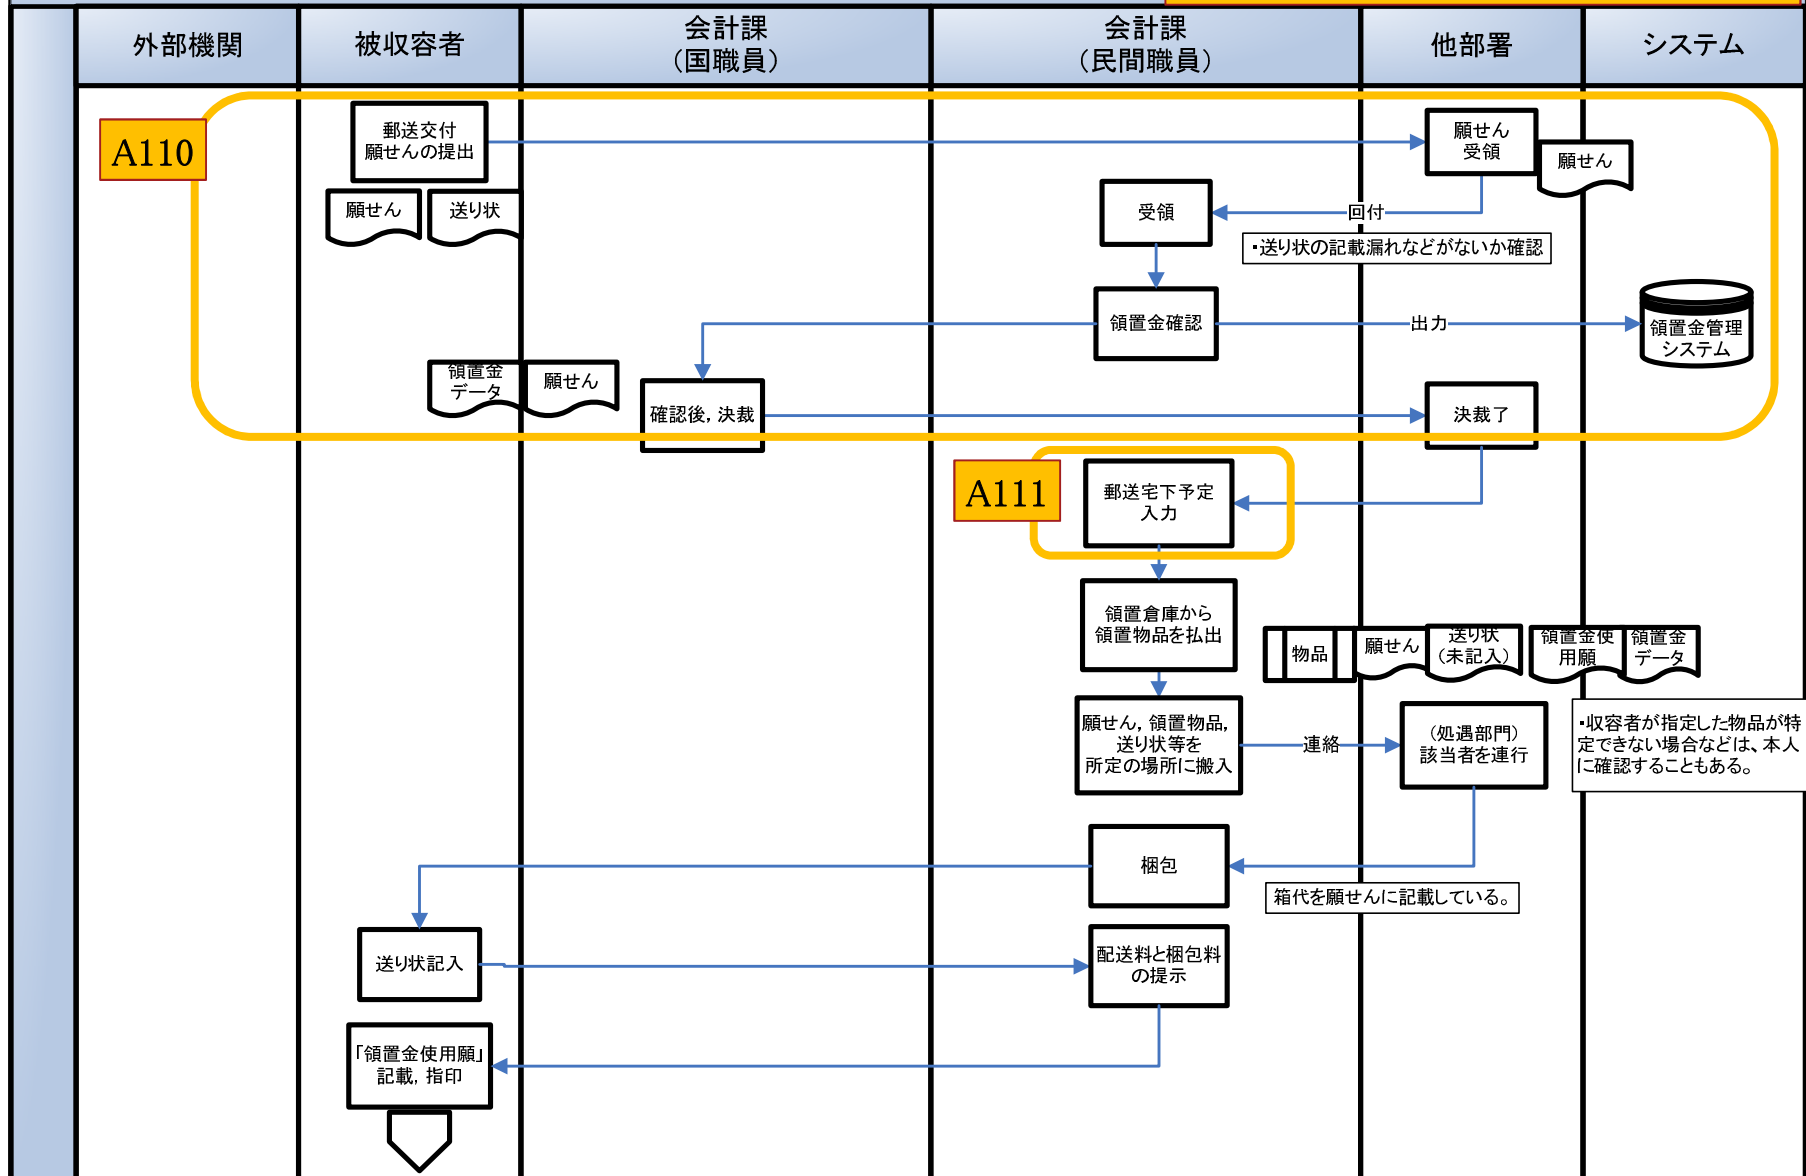 外部機関
被収容者
会計課
（国職員）
会計課
（民間職員）
他部署
システム
A110
郵送交付
願せんの提出
願せん
受領
願せん
願せん
送り状
受領
回付
・送り状の記載漏れなどがないか確認
領置金確認
出力
領置金管理
システム
領置金
データ
願せん
確認後，決裁
決裁了
A111
郵送宅下予定
入力
領置倉庫から
領置物品を払出
物品
願せん
送り状
（未記入）
領置金使
用願
領置金
データ
願せん，領置物品，
送り状等を
所定の場所に搬入
連絡
（処遇部門）
該当者を連行
・収容者が指定した物品が特
定できない場合などは、本人
に確認することもある。
梱包
箱代を願せんに記載している。
送り状記入
配送料と梱包料
の提示
「領置金使用願」
記載，指印